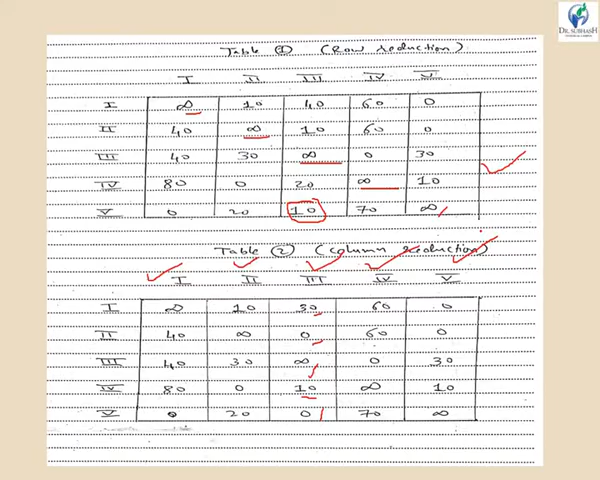 DR. SUBHASH
Table ① (Row reduction)
I II III IV V
I ∞ 10 40 60 0
II 40 ∞ 10 60 0
III 40 30 ∞ 0 30
IV 80 0 20 ∞ 10
V 0 20 10 70 ∞
Table ② (Column Reduction)
I II III IV V
I ∞ 10 30 60 0
II 40 ∞ 0 60 0
III 40 30 ∞ 0 30
IV 80 0 10 ∞ 10
V 0 20 0 70 ∞